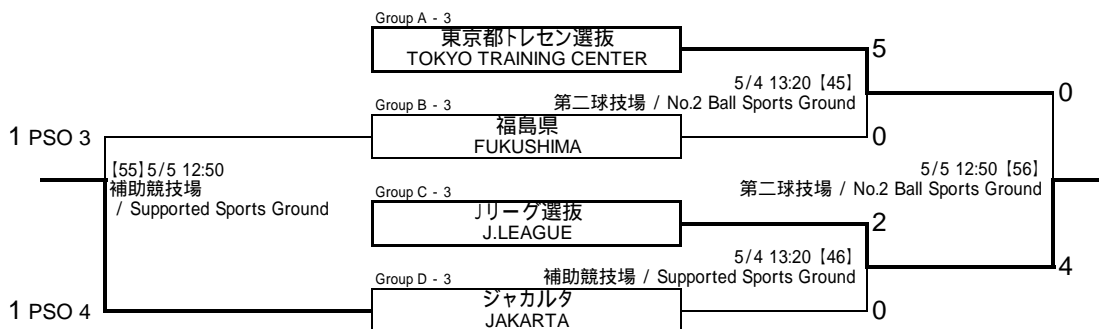 Group A - 3
東京都トレセン選抜
TOKYO TRAINING CENTER
5
5/4 13:20【45】
第二球技場 / No.2 Ball Sports Ground
0
Group B - 3
福島県
FUKUSHIMA
0
1 PSO 3
【55】5/5 12:50
補助競技場
/ Supported Sports Ground
5/5 12:50【56】
第二球技場 / No.2 Ball Sports Ground
Group C - 3
Jリーグ選抜
J.LEAGUE
2
5/4 13:20【46】
補助競技場 / Supported Sports Ground
4
Group D - 3
ジャカルタ
JAKARTA
0
1 PSO 4